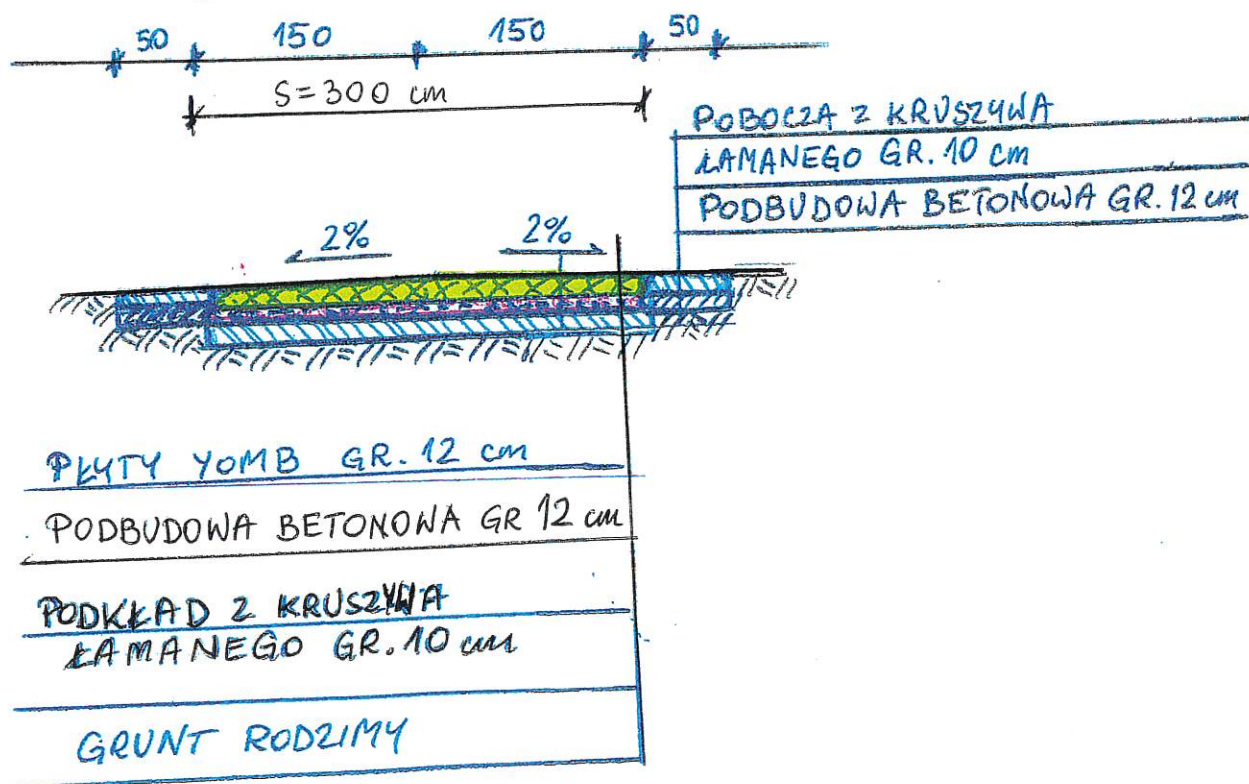 50 150 150 50
S=300 cm
POBOCZA Z KRUSZYWA
ŁAMANEGO GR. 10 cm
PODBUDOWA BETONOWA GR. 12 cm
2% 2%
PŁYTY YOMB GR. 12 cm
PODBUDOWA BETONOWA GR 12 cm
PODKŁAD Z KRUSZYWA
ŁAMANEGO GR. 10 cm
GRUNT RODZIMY